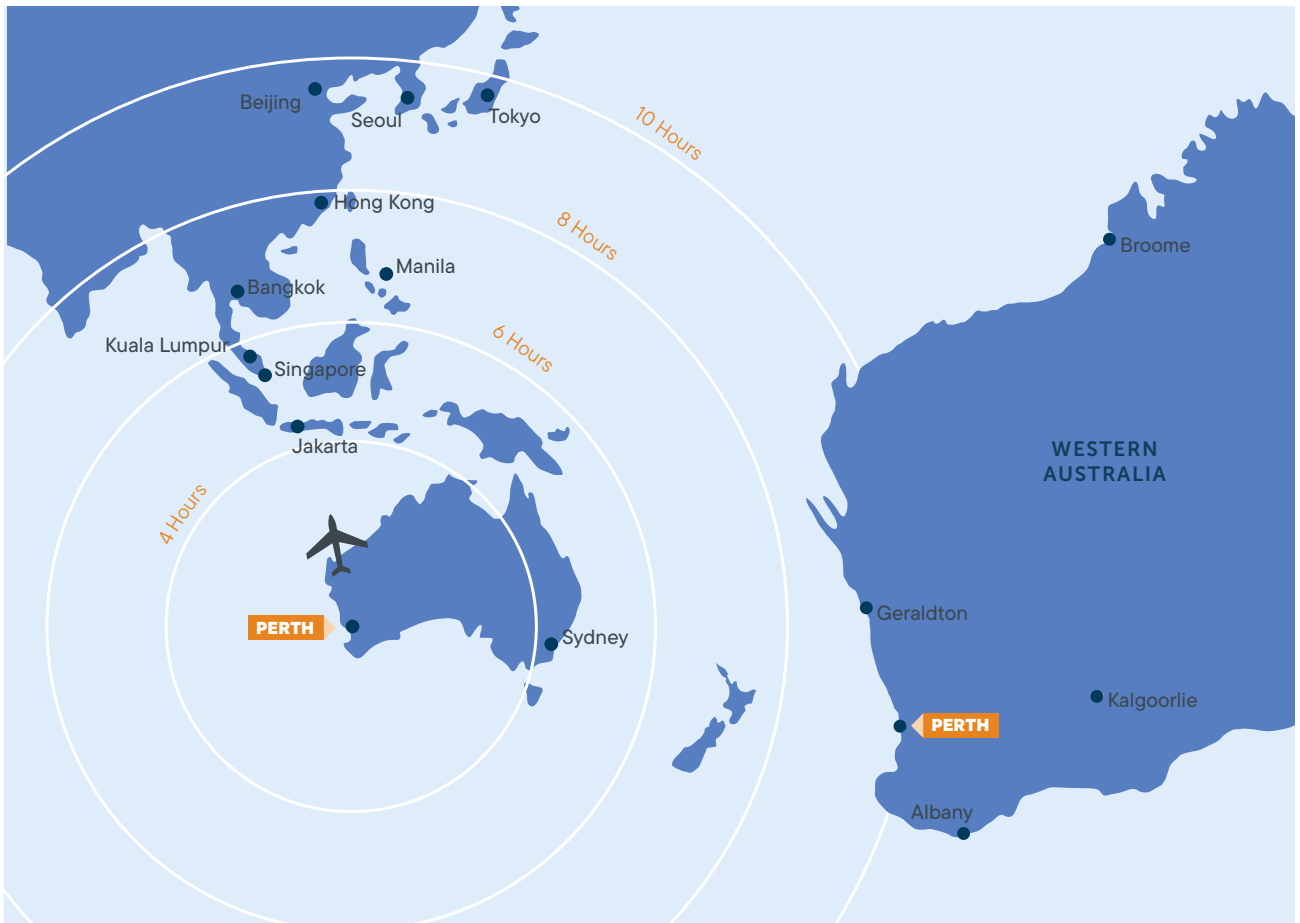 Beijing
Seoul
Tokyo
10 Hours
Hong Kong
8 Hours
Manila
Bangkok
6 Hours
Kuala Lumpur
Singapore
Jakarta
4 Hours
PERTH
Sydney
Broome
WESTERN
AUSTRALIA
Geraldton
Kalgoorlie
PERTH
Albany